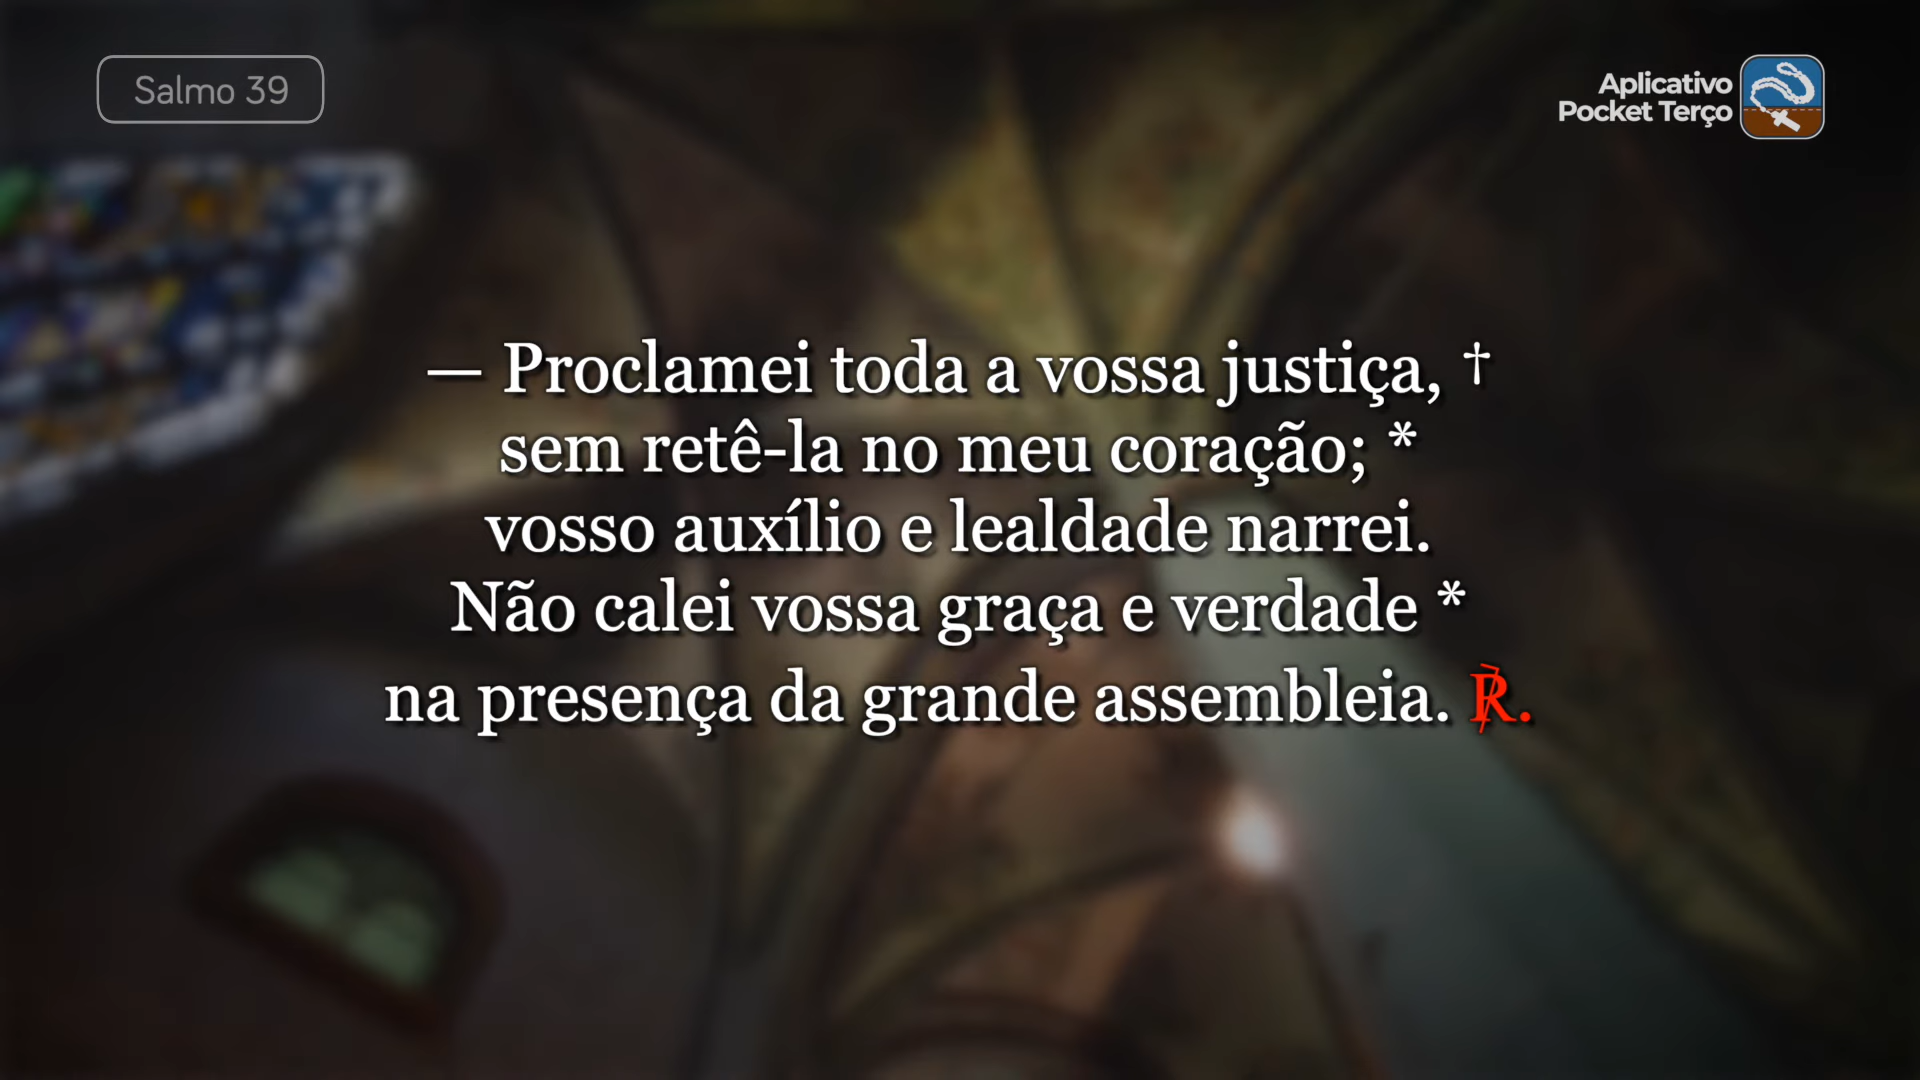 Salmo 39
Aplicativo
Pocket Terço
— Proclamei toda a vossa justiça, †
sem retê-la no meu coração; *
vosso auxílio e lealdade narrei.
Não calei vossa graça e verdade *
na presença da grande assembleia. ℟.